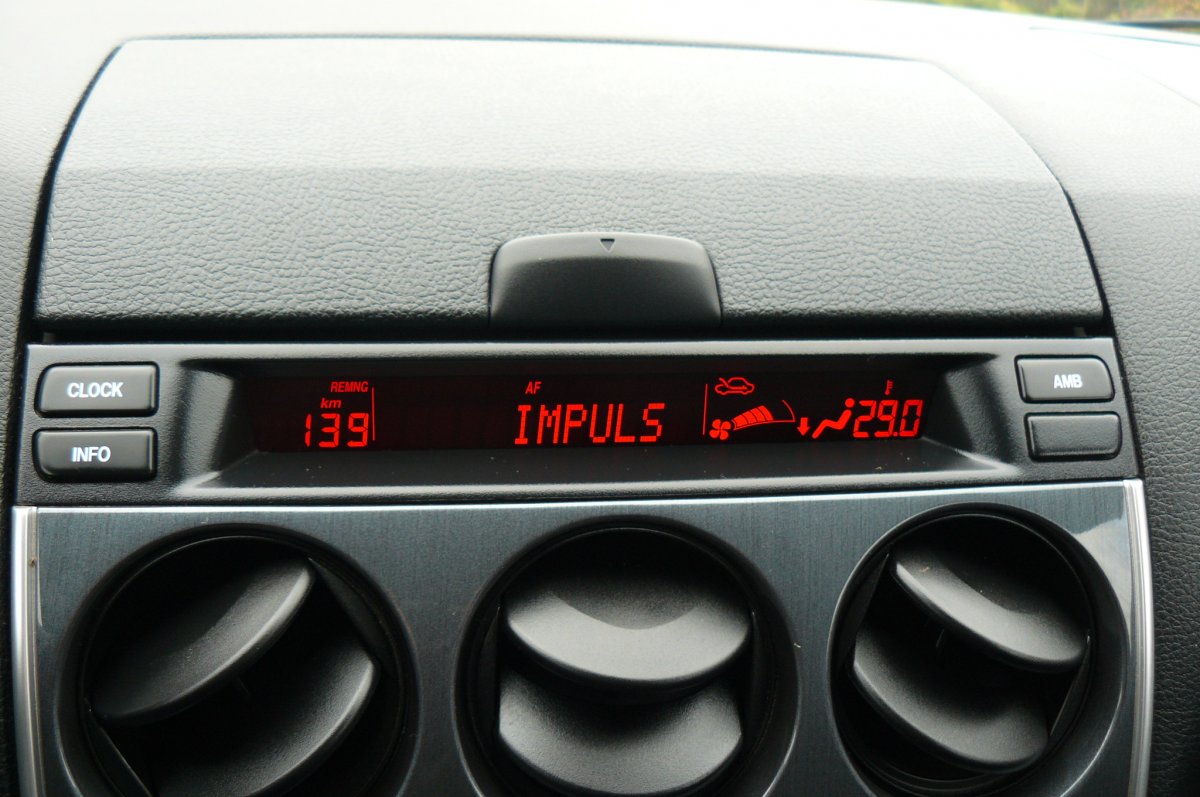 CLOCK
INFO
REMNG
km
139
AF
IMPULS
29.0
AMB